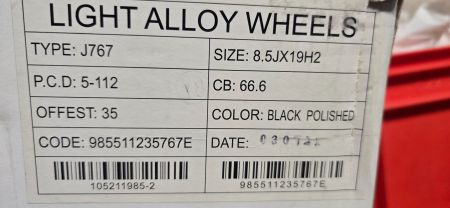 LIGHT ALLOY WHEELS
TYPE: J767 SIZE: 8.5JX19H2
P.C.D: 5-112 CB: 66.6
OFFEST: 35 COLOR: BLACK POLISHED
CODE: 985511235767E DATE:
105211985-2 985511235767E